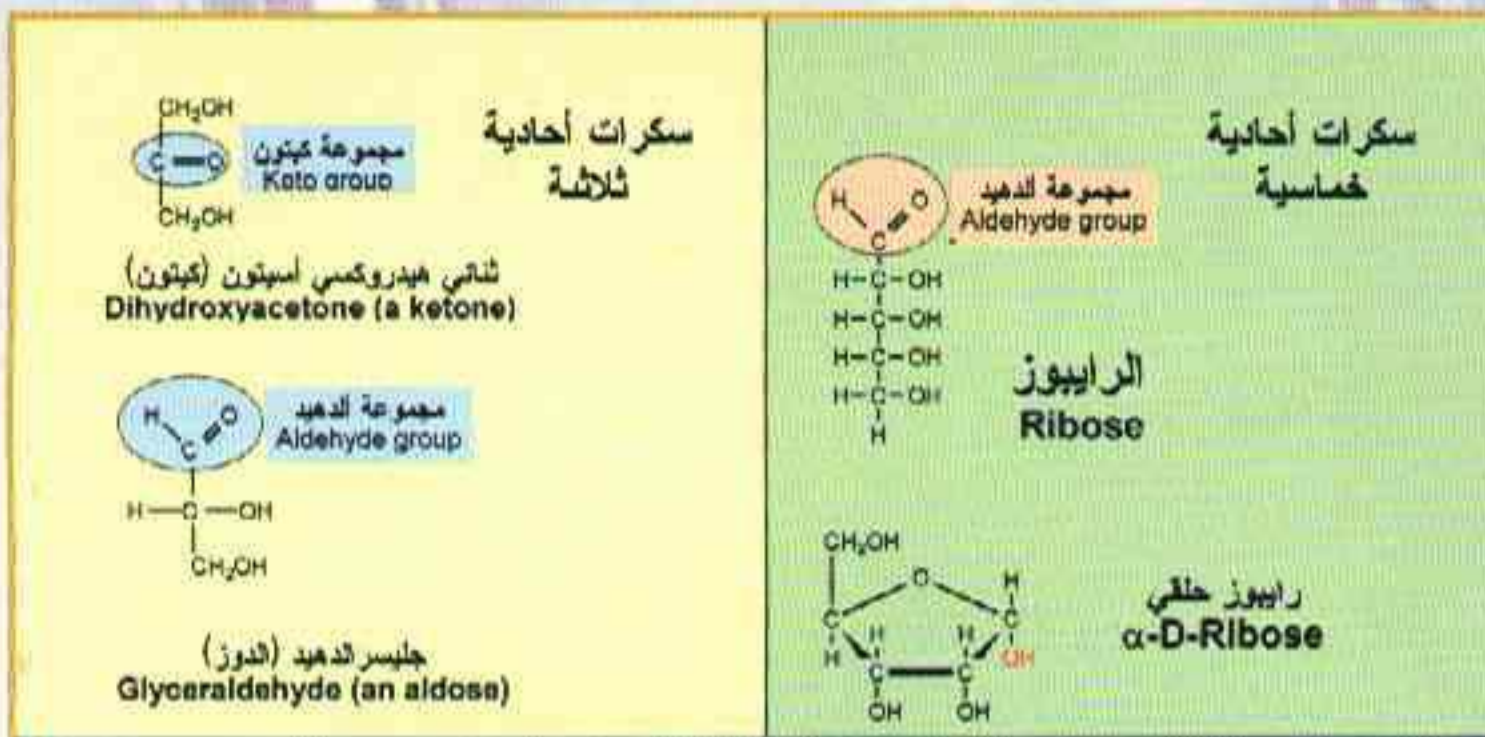 سكرات أحادية
ثلاثية
CH₂OH
C=O
CH₂OH
مجموعة كيتون
Keto group
ثنائي هيدروكسي أسيتون (كيتون)
Dihydroxyacetone (a ketone)
H O
C
H—C—OH
CH₂OH
مجموعة ألدهيد
Aldehyde group
جليسرالدهيد (الدوز)
Glyceraldehyde (an aldose)
سكرات أحادية
خماسية
H O
C
H-C-OH
H-C-OH
H-C-OH
H-C-OH
H
مجموعة ألدهيد
Aldehyde group
الرايبوز
Ribose
CH₂OH
O H
C H H C
H C C OH
OH OH
رايبوز حلقي
α-D-Ribose